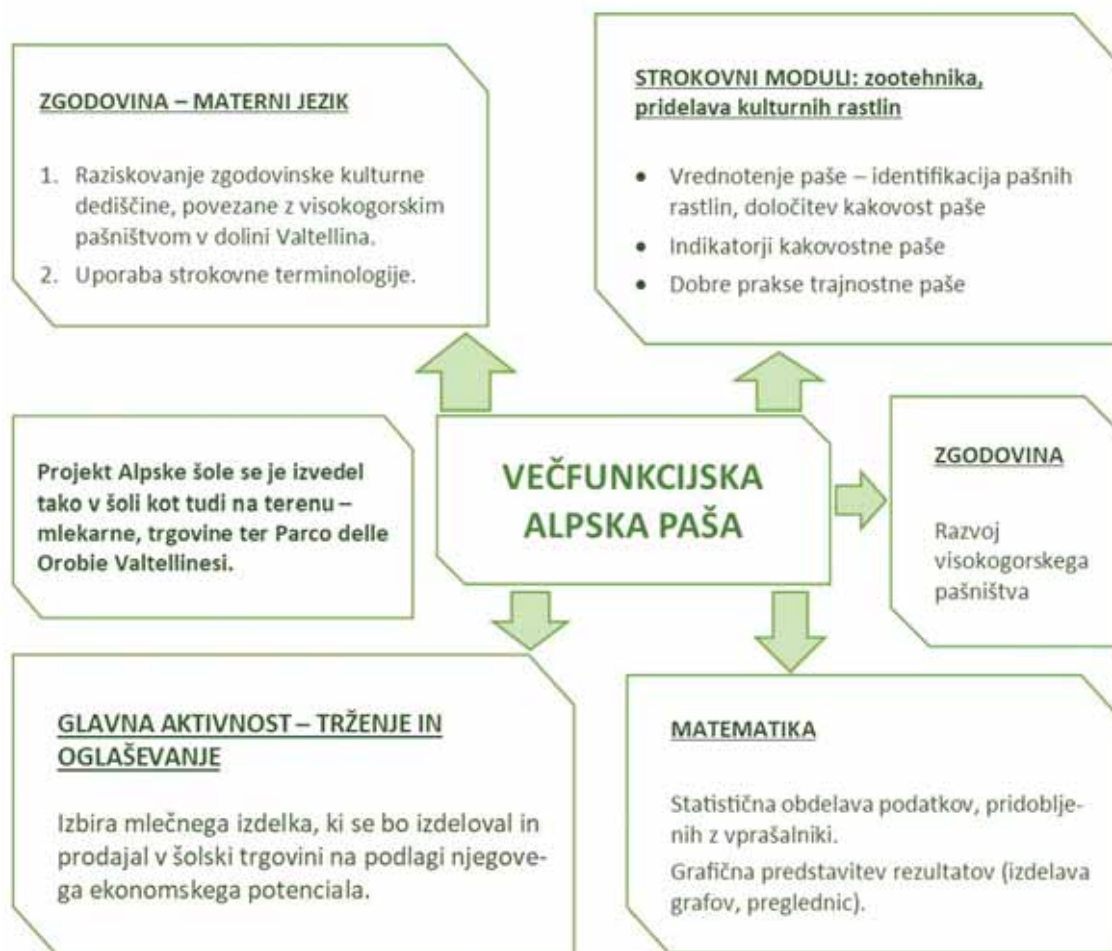 ZGODOVINA – MATERNI JEZIK
1. Raziskovanje zgodovinske kulturne
dediščine, povezane z visokogorskim
pašništvom v dolini Valtellina.
2. Uporaba strokovne terminologije.
STROKOVNI MODULI: zootehnika,
pridelava kulturnih rastlin
• Vrednotenje paše – identifikacija pašnih
rastlin, določitev kakovost paše
• Indikatorji kakovostne paše
• Dobre prakse trajnostne paše
Projekt Alpske šole se je izvedel
tako v šoli kot tudi na terenu –
mlekarne, trgovine ter Parco delle
Orobie Valtellinesi.
VEČFUNKCIJSKA
ALPSKA PAŠA
ZGODOVINA
Razvoj
visokogorskega
pašništva
GLAVNA AKTIVNOST – TRŽENJE IN
OGLAŠEVANJE
Izbira mlečnega izdelka, ki se bo izdeloval in
prodajal v šolski trgovini na podlagi njegove-
ga ekonomskega potenciala.
MATEMATIKA
Statistična obdelava podatkov, pridoblje-
nih z vprašalniki.
Grafična predstavitev rezultatov (izdelava
grafov, preglednic).